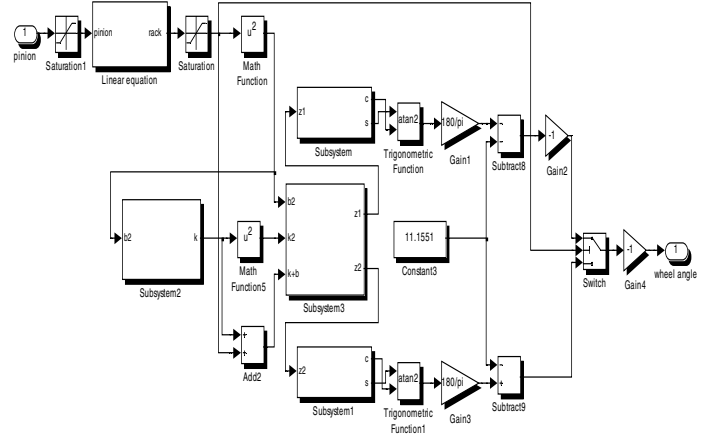 1
pinion
Saturation1
pinion
rack
Linear equation
Saturation
u2
Math
Function
z1
c
s
Subsystem
atan2
Trigonometric
Function
180/pi
Gain1
-
-
Subtract8
-1
Gain2
b2
k
Subsystem2
u2
Math
Function5
b2
k2
k+b
z1
z2
Subsystem3
11.1551
Constant3
Switch
-1
Gain4
1
wheel angle
+
+
Add2
z2
c
s
Subsystem1
atan2
Trigonometric
Function1
180/pi
Gain3
-
+
Subtract9